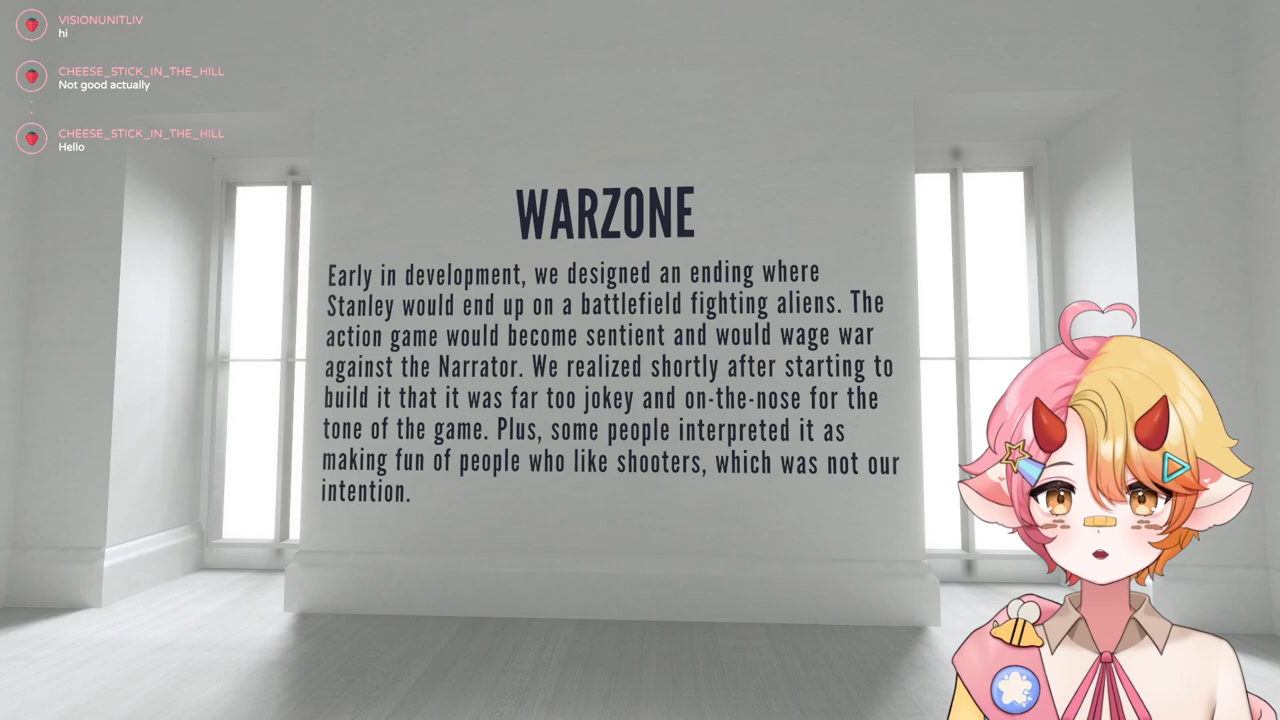 VISIONUNITLIV
hi
CHEESE_STICK_IN_THE_HILL
Not good actually
CHEESE_STICK_IN_THE_HILL
Hello
WARZONE
Early in development, we designed an ending where
Stanley would end up on a battlefield fighting aliens. The
action game would become sentient and would wage war
against the Narrator. We realized shortly after starting to
build it that it was far too jokey and on-the-nose for the
tone of the game. Plus, some people interpreted it as
making fun of people who like shooters, which was not our
intention.